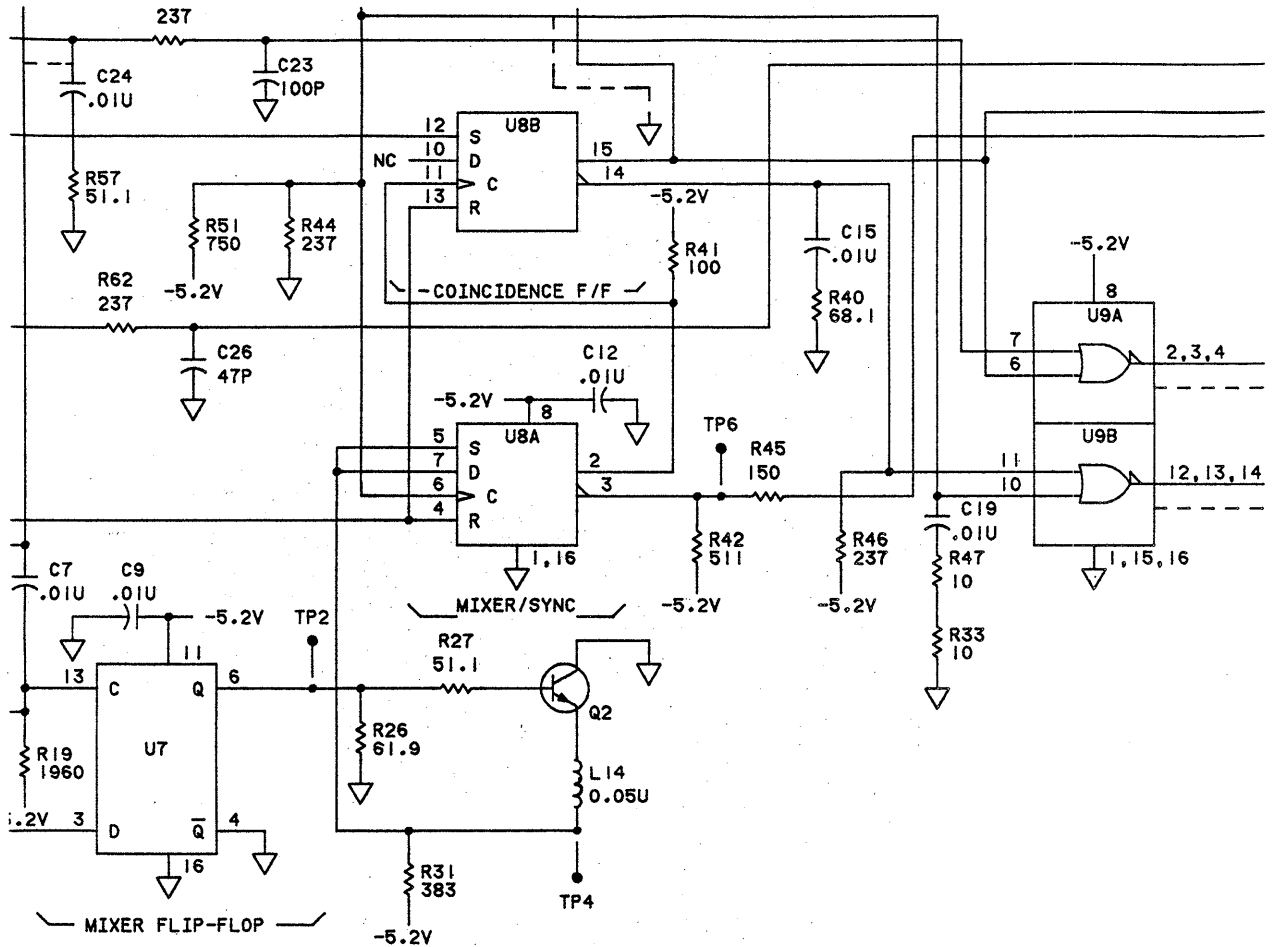 237
C24
.01U
C23
100P
12
S
U8B
NC
10
D
15
11
C
14
13
R
-5.2V
R57
51.1
R51
750
R44
237
-5.2V
R41
100
C15
.01U
R40
68.1
-5.2V
8
U9A
R62
237
-COINCIDENCE F/F
7
6
2,3,4
C26
47P
C12
.01U
-5.2V
8
U8A
5
S
7
D
2
6
C
3
4
R
1,16
TP6
R45
150
U9B
11
10
12,13,14
C19
.01U
R42
511
-5.2V
R46
237
-5.2V
R47
10
R33
10
1,15,16
C7
.01U
C9
.01U
-5.2V
11
TP2
MIXER/SYNC
R27
51.1
13
C
Q
6
U7
Q2
R26
61.9
R19
1960
L14
0.05U
.2V
3
D
Q̅
4
16
R31
383
-5.2V
TP4
MIXER FLIP-FLOP